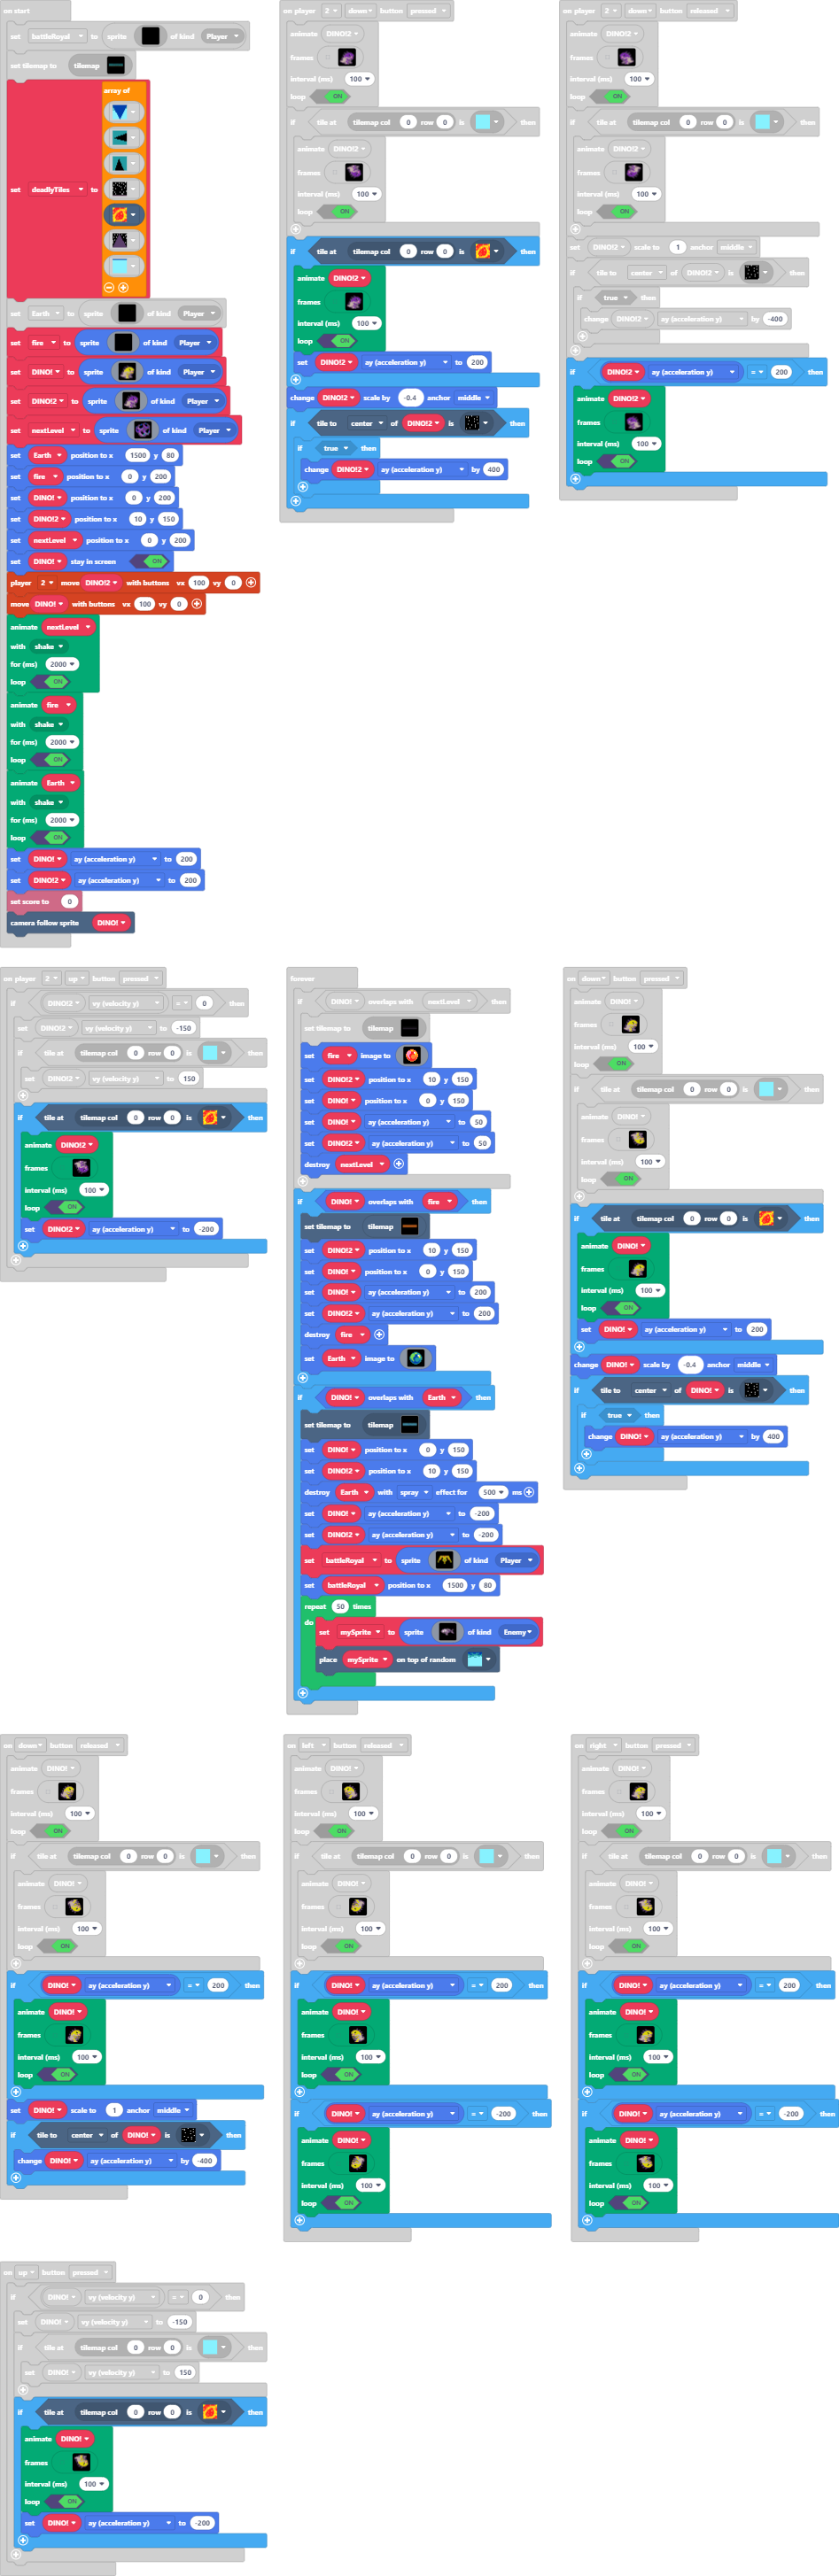 on start
set battleRoyal to sprite of kind Player
set tilemap to tilemap
array of
set deadlyTiles to
set Earth to sprite of kind Player
set fire to sprite of kind Player
set DINO! to sprite of kind Player
set DINO!2 to sprite of kind Player
set nextLevel to sprite of kind Player
set Earth position to x 1500 y 80
set fire position to x 0 y 200
set DINO! position to x 0 y 200
set DINO!2 position to x 10 y 150
set nextLevel position to x 0 y 200
set DINO! stay in screen ON
player 2 move DINO!2 with buttons vx 100 vy 0
move DINO! with buttons vx 100 vy 0
animate nextLevel
with shake
for (ms) 2000
loop ON
animate fire
with shake
for (ms) 2000
loop ON
animate Earth
with shake
for (ms) 2000
loop ON
set DINO! ay (acceleration y) to 200
set DINO!2 ay (acceleration y) to 200
set score to 0
camera follow sprite DINO!
on player 2 down button pressed
animate DINO!2
frames
interval (ms) 100
loop ON
if tile at tilemap col 0 row 0 is then
animate DINO!2
frames
interval (ms) 100
loop ON
if tile at tilemap col 0 row 0 is then
animate DINO!2
frames
interval (ms) 100
loop ON
set DINO!2 ay (acceleration y) to 200
change DINO!2 scale by -0.4 anchor middle
if tile to center of DINO!2 is then
if true then
change DINO!2 ay (acceleration y) by 400
on player 2 down button released
animate DINO!2
frames
interval (ms) 100
loop ON
if tile at tilemap col 0 row 0 is then
animate DINO!2
frames
interval (ms) 100
loop ON
set DINO!2 scale to 1 anchor middle
if tile to center of DINO!2 is then
if true then
change DINO!2 ay (acceleration y) by -400
if DINO!2 ay (acceleration y) = 200 then
animate DINO!2
frames
interval (ms) 100
loop ON
on player 2 up button pressed
if DINO!2 vy (velocity y) = 0 then
set DINO!2 vy (velocity y) to -150
if tile at tilemap col 0 row 0 is then
set DINO!2 vy (velocity y) to 150
if tile at tilemap col 0 row 0 is then
animate DINO!2
frames
interval (ms) 100
loop ON
set DINO!2 ay (acceleration y) to -200
forever
if DINO! overlaps with nextLevel then
set tilemap to tilemap
set fire image to
set DINO!2 position to x 10 y 150
set DINO! position to x 0 y 150
set DINO! ay (acceleration y) to 50
set DINO!2 ay (acceleration y) to 50
destroy nextLevel
if DINO! overlaps with fire then
set tilemap to tilemap
set DINO!2 position to x 10 y 150
set DINO! position to x 0 y 150
set DINO! ay (acceleration y) to 200
set DINO!2 ay (acceleration y) to 200
destroy fire
set Earth image to
if DINO! overlaps with Earth then
set tilemap to tilemap
set DINO! position to x 0 y 150
set DINO!2 position to x 10 y 150
destroy Earth with spray effect for 500 ms
set DINO! ay (acceleration y) to -200
set DINO!2 ay (acceleration y) to -200
set battleRoyal to sprite of kind Player
set battleRoyal position to x 1500 y 80
repeat 50 times
do
set mySprite to sprite of kind Enemy
place mySprite on top of random
on down button pressed
animate DINO!
frames
interval (ms) 100
loop ON
if tile at tilemap col 0 row 0 is then
animate DINO!
frames
interval (ms) 100
loop ON
if tile at tilemap col 0 row 0 is then
animate DINO!
frames
interval (ms) 100
loop ON
set DINO! ay (acceleration y) to 200
change DINO! scale by -0.4 anchor middle
if tile to center of DINO! is then
if true then
change DINO! ay (acceleration y) by 400
on down button released
animate DINO!
frames
interval (ms) 100
loop ON
if tile at tilemap col 0 row 0 is then
animate DINO!
frames
interval (ms) 100
loop ON
if DINO! ay (acceleration y) = 200 then
animate DINO!
frames
interval (ms) 100
loop ON
set DINO! scale to 1 anchor middle
if tile to center of DINO! is then
change DINO! ay (acceleration y) by -400
on left button released
animate DINO!
frames
interval (ms) 100
loop ON
if tile at tilemap col 0 row 0 is then
animate DINO!
frames
interval (ms) 100
loop ON
if DINO! ay (acceleration y) = 200 then
animate DINO!
frames
interval (ms) 100
loop ON
if DINO! ay (acceleration y) = -200 then
animate DINO!
frames
interval (ms) 100
loop ON
on right button pressed
animate DINO!
frames
interval (ms) 100
loop ON
if tile at tilemap col 0 row 0 is then
animate DINO!
frames
interval (ms) 100
loop ON
if DINO! ay (acceleration y) = 200 then
animate DINO!
frames
interval (ms) 100
loop ON
if DINO! ay (acceleration y) = -200 then
animate DINO!
frames
interval (ms) 100
loop ON
on up button pressed
if DINO! vy (velocity y) = 0 then
set DINO! vy (velocity y) to -150
if tile at tilemap col 0 row 0 is then
set DINO! vy (velocity y) to 150
if tile at tilemap col 0 row 0 is then
animate DINO!
frames
interval (ms) 100
loop ON
set DINO! ay (acceleration y) to -200